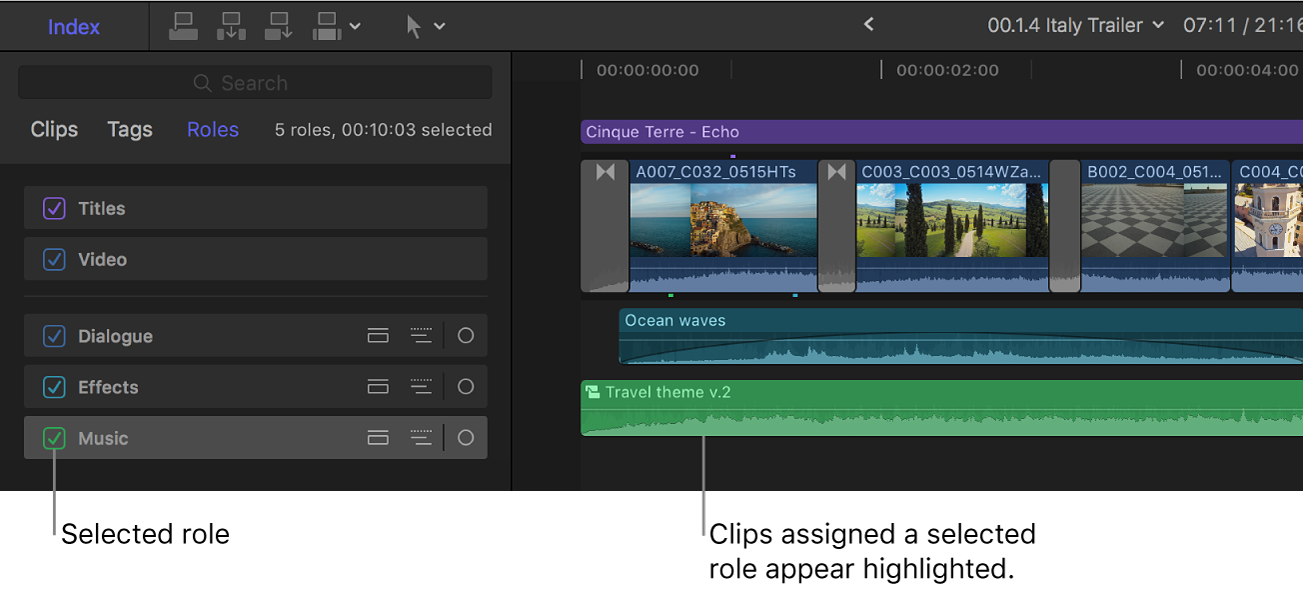 Index
00.1.4 Italy Trailer
07:11 / 21:16
Search
00:00:00:00
00:00:02:00
00:00:04:00
Clips
Tags
Roles
5 roles, 00:10:03 selected
Cinque Terre - Echo
A007_C032_0515HTs
C003_C003_0514WZa...
B002_C004_051...
C004_C0
Titles
Video
Dialogue
Effects
Music
Ocean waves
Travel theme v.2
Selected role
Clips assigned a selected
role appear highlighted.